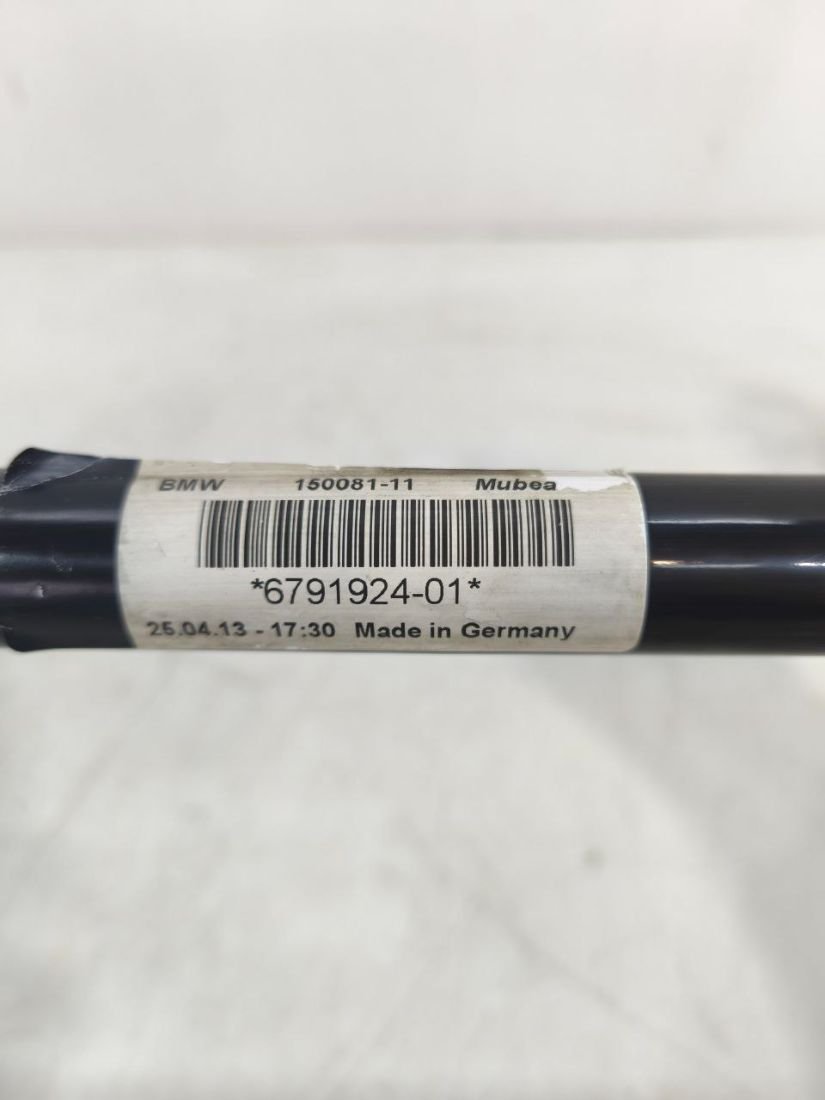 BMW 150081-11 Mubea
*6791924-01*
25.04.13 - 17:30 Made in Germany